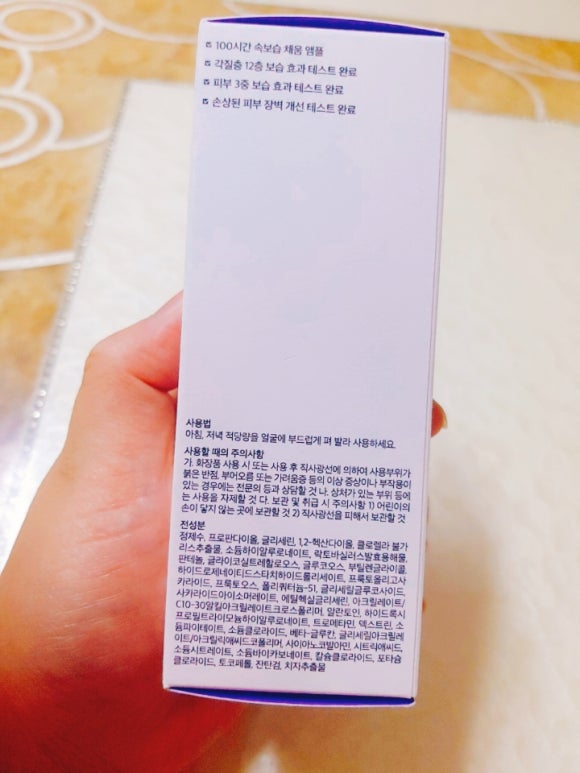 100시간 속보습 채움 앰플
각질층 12층 보습 효과 테스트 완료
피부 3중 보습 효과 테스트 완료
손상된 피부 장벽 개선 테스트 완료
사용법
아침, 저녁 적당량을 얼굴에 부드럽게 펴 발라 사용하세요.
사용할 때의 주의사항
가. 화장품 사용 시 또는 사용 후 직사광선에 의하여 사용부위가
붉은 반점, 부어오름 또는 가려움증 등의 이상 증상이나 부작용이
있는 경우에는 전문의 등과 상담할 것 나. 상처가 있는 부위 등에
는 사용을 자제할 것 다. 보관 및 취급 시 주의사항 1) 어린이의
손이 닿지 않는 곳에 보관할 것 2) 직사광선을 피해서 보관할 것
전성분
정제수, 프로판다이올, 글리세린, 1,2-헥산다이올, 클로렐라 불가
리스추출물, 소듐하이알루로네이트, 락토바실러스발효용해물,
판테놀, 글라이코실트레할로오스, 글루코오스, 부틸렌글라이콜,
하이드로제네이티드스타치하이드롤리세이트, 프룩토올리고사
카라이드, 프룩토오스, 폴리쿼터늄-51, 글리세릴글루코사이드,
사카라이드아이소머레이트, 에틸헥실글리세린, 아크릴레이트/
C10-30알킬아크릴레이트크로스폴리머, 알란토인, 하이드록시
프로필트라이모늄하이알루로네이트, 트로메타민, 덱스트린, 소
듐파이테이트, 소듐클로라이드, 베타-글루칸, 글리세릴아크릴레
이트/아크릴릭애씨드코폴리머, 사이아노코발아민, 시트릭애씨드,
소듐시트레이트, 소듐바이카보네이트, 칼슘클로라이드, 포타슘
클로라이드, 토코페롤, 잔탄검, 치자추출물